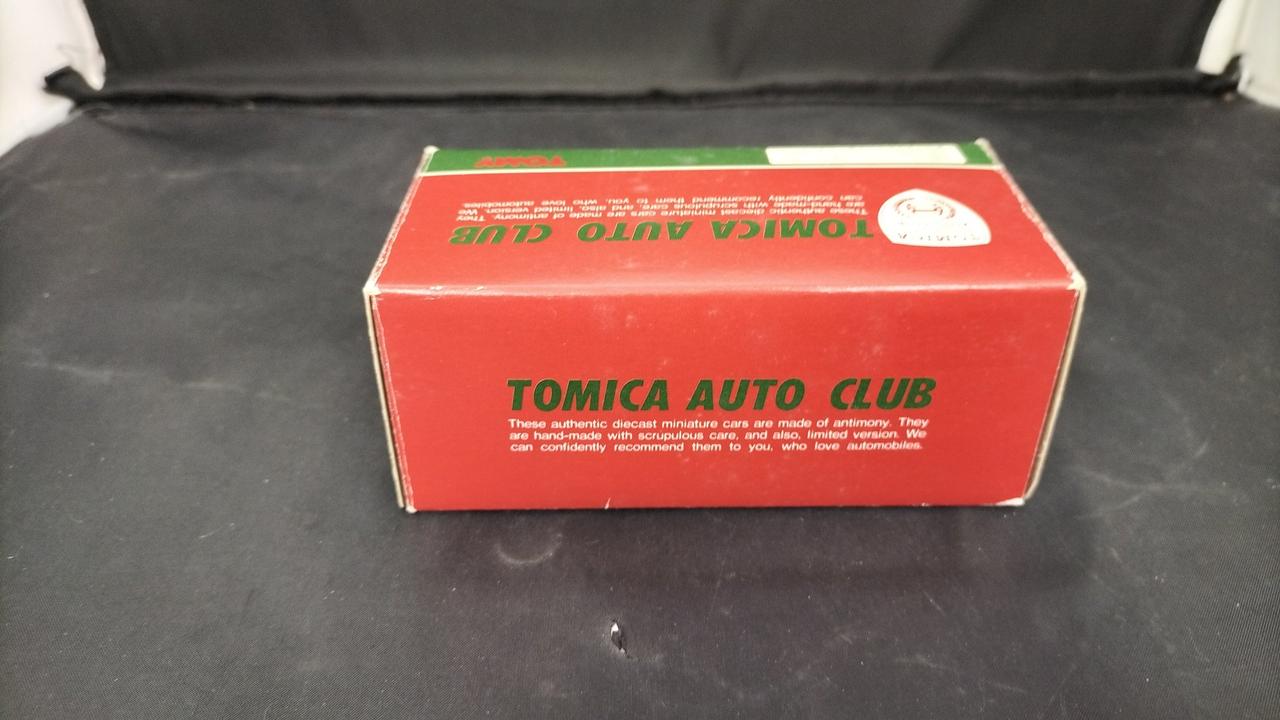 TOMY
can confidently recommend them to you, who love automobiles.
are hand-made with scrupulous care, and also, limited version. We
These authentic diecast miniature cars are made of antimony. They
TOMICA AUTO CLUB
TOMICA
TOMICA AUTO CLUB
These authentic diecast miniature cars are made of antimony. They
are hand-made with scrupulous care, and also, limited version. We
can confidently recommend them to you, who love automobiles.